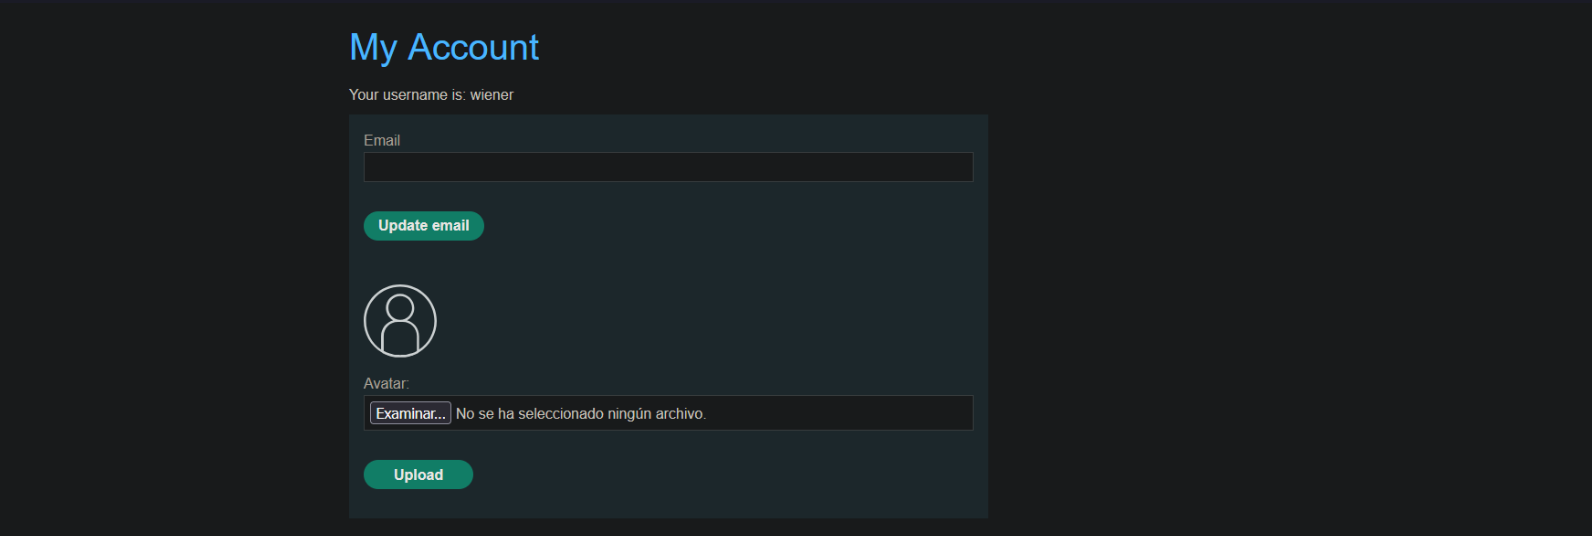 My Account
Your username is: wiener
Email
Update email
Avatar:
Examinar... No se ha seleccionado ningún archivo.
Upload